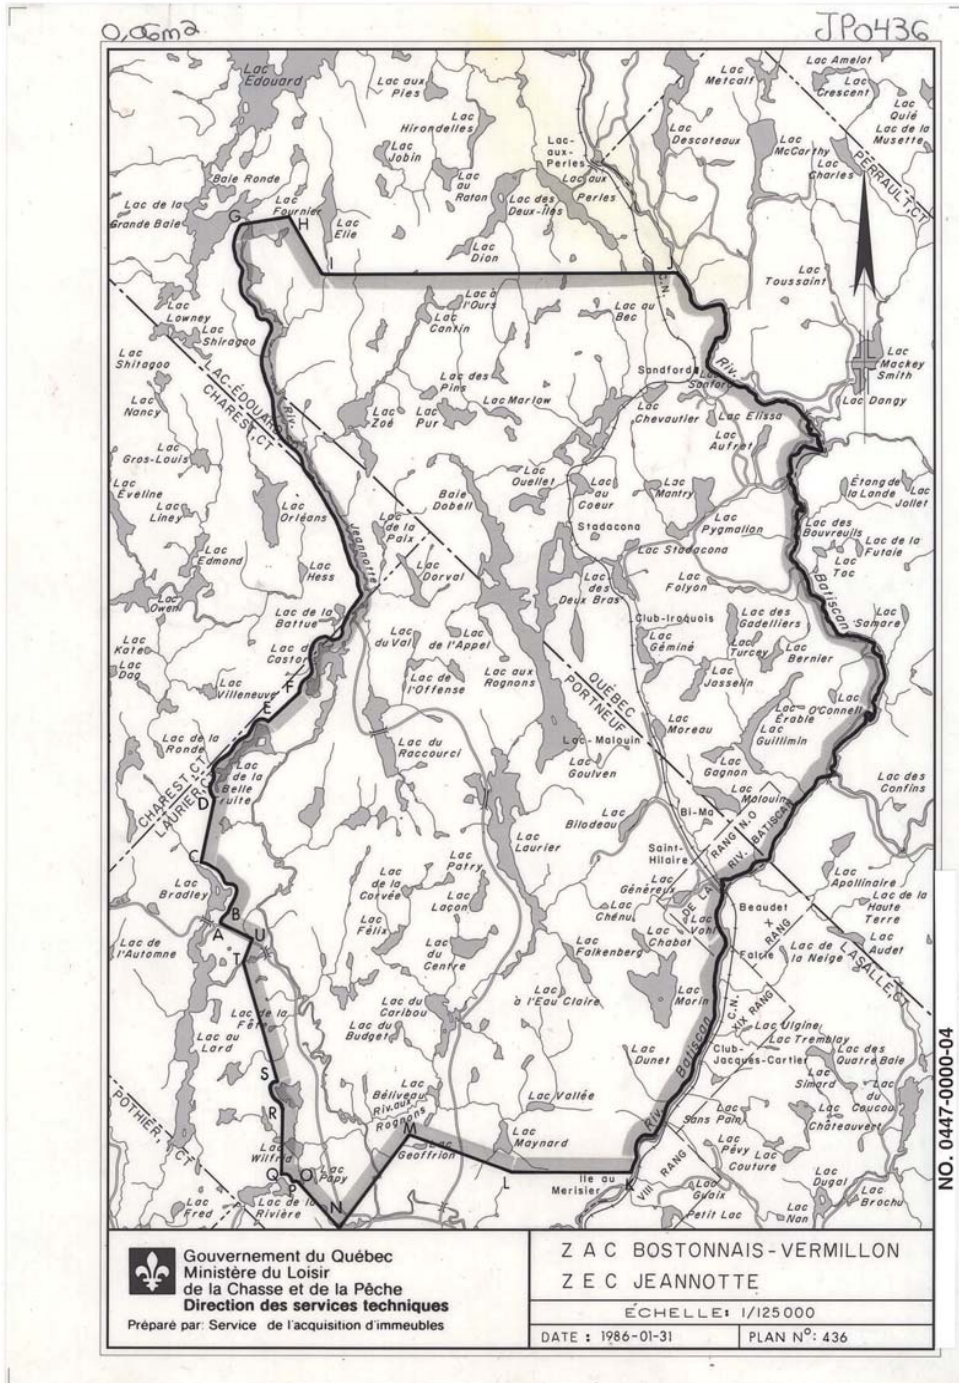 0,06m2
JP0436
Lac
Edouard
Lac aux
Pies
Lac
Metcalf
Lac Amelot
Lac
Crescent
Lac
Quié
Lac de la
Musette
Lac
Hirondelles
Lac
Descoteaux
Lac
McCarthy
Lac
Jobin
Lac-
aux-
Perles
Lac
Charles
PERRAULT, CT
Baie Ronde
Lac
au
Raton
Lac aux
Perles
Lac de la
Grande Baie
Lac
Fournier
G
H
Lac
Elie
Lac des
Deux-Îles
Lac
Dion
I
C.N.
Lac
Toussaint
Lac
Lowney
Lac
Shiragoo
Lac à
l'Ours
Lac
Cantin
Lac au
Bec
Lac
Shitagoo
LAC-ÉDOUARD
CHAREST, CT
Lac des
Pins
Sandford
Lac
Sanford
Riv.
Lac
Mackey
Smith
Lac
Nancy
Riv.
Lac
Zoé
Lac
Pur
Lac Marlow
Lac
Chevautier
Lac Elissa
Lac Dangy
Lac
Gros-Louis
Lac
Aufret
Lac
Eveline
Lac
Liney
Lac
Orléans
Baie
Dobell
Lac
Ouellet
Lac
au
Coeur
Lac
Mantry
Étang de
la Lande
Lac
Jollet
Lac
de la
Paix
Jeannotte
Stadacona
Lac
Pygmalion
Lac des
Bouvreuils
Lac
Edmond
Lac
Hess
Lac
Dorval
Lac Stadacona
Lac de la
Futaie
Lac
Toc
Lac
Owen
Lac
des
Deux Bras
Lac
Folyon
Batiscan
Lac de la
Battue
Club-Iroquois
Lac des
Gadelliers
Lac
Samare
Lac
Kate
Lac
Dag
Lac du
Castor
Lac
du Val
Lac
de l'Appel
Lac
Géminé
Lac
Turcey
Lac
Bernier
Lac
Villeneuve
F
E
Lac de
l'Offense
Lac aux
Rognons
QUÉBEC
PORTNEUF
Lac
Josselin
Lac
O'Connell
Lac
Érable
Lac
Guillimin
Lac
Moreau
Lac de la
Ronde
Lac du
Raccourci
Lac-Malouin
Lac
Goulven
Lac
Gagnon
CHAREST, CT
LAURIER, CT
D
Lac
de la
Belle
Truite
Lac
Malouin
Lac des
Confins
Lac
Bilodeau
Bi-Ma
RANG N.O
RIV. BATISCAN
DE LA
C
Lac
Laurier
Saint-
Hilaire
Lac
Bradley
Lac
de la
Corvée
Lac
Patry
Lac
Laçon
Lac
Généreux
Lac
Apollinaire
Lac de la
Haute
Terre
B
A
U
T
Lac
Félix
Lac
Chénu
Lac
Vohl
Beaudet
X RANG
Lac de
l'Automne
Lac
du
Centre
Lac
Falkenberg
Lac
Chabot
Fairie
Lac de
la Neige
Lac
Audet
LASALLE, CT
Lac de la
Fête
Lac du
Caribou
Lac du
Budget
Lac
à l'Eau Claire
Lac
Morin
C.N.
XIX RANG
Lac au
Lard
Lac
Dunet
Batiscan
Club-
Jacques-Cartier
Lac Ulgine
Lac Tremblay
Lac des
Quatre Baie
Lac
Simard
S
R
POTHIER, CT
Lac
Béliveau
Riv. aux
Rognons
Lac Vallée
Lac
du
Coucou
Lac
Châteauvert
Lac
Sans Pain
Riv.
M
Lac
Geoffrion
Lac
Maynard
Lac
Pévy
Lac
Couture
Lac
Wilfrid
Q
O
P
Lac
Papy
L
Île au
Merisier
K
VIII RANG
Lac
Guaix
Lac
Dugal
Lac
Brochu
Lac
Fred
Lac de la
Rivière
N
Petit Lac
Lac
Nan
NO. 0447-0000-04
Gouvernement du Québec
Ministère du Loisir
de la Chasse et de la Pêche
Direction des services techniques
Préparé par: Service de l'acquisition d'immeubles
ZAC BOSTONNAIS-VERMILLON
ZEC JEANNOTTE
ÉCHELLE: 1/125000
DATE : 1986-01-31
PLAN No: 436